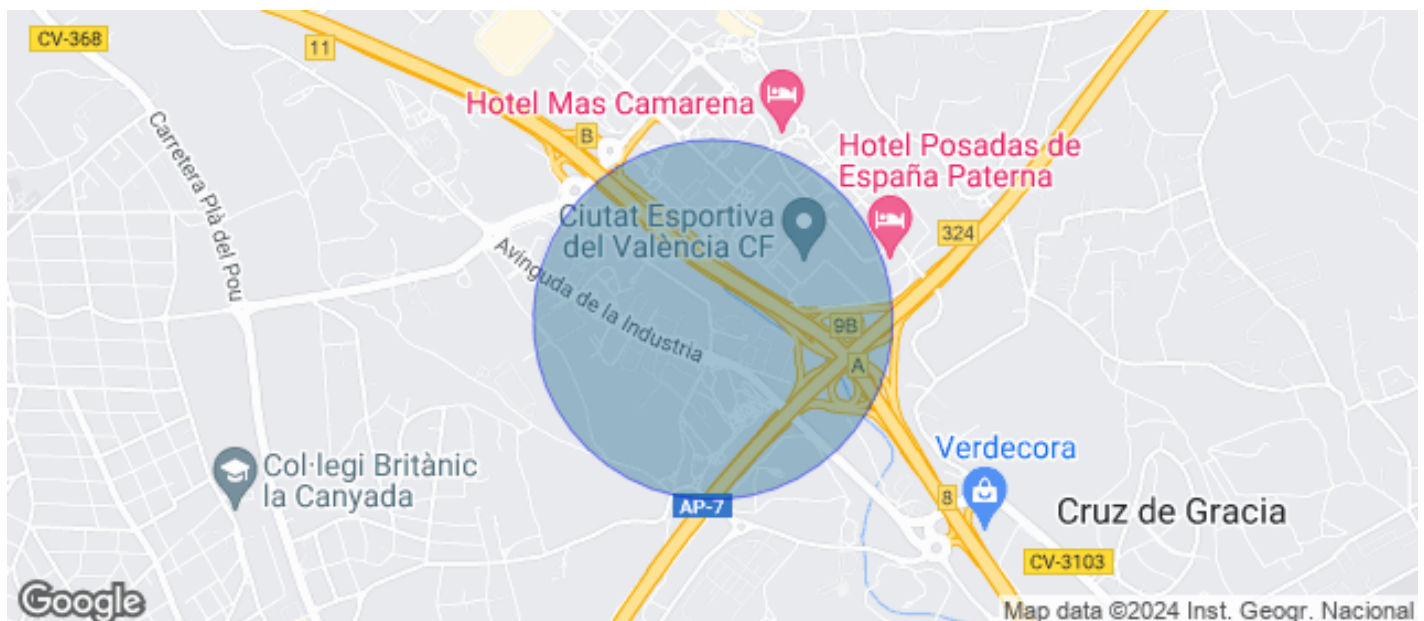 CV-368
11
Carretera Plà del Pou
Hotel Mas Camarena
B
Hotel Posadas de
España Paterna
Ciutat Esportiva
del València CF
324
Avinguda de la Industria
9B
A
Col·legi Britànic
la Canyada
Verdecora
8
AP-7
Cruz de Gracia
CV-3103
Google
Map data ©2024 Inst. Geogr. Nacional